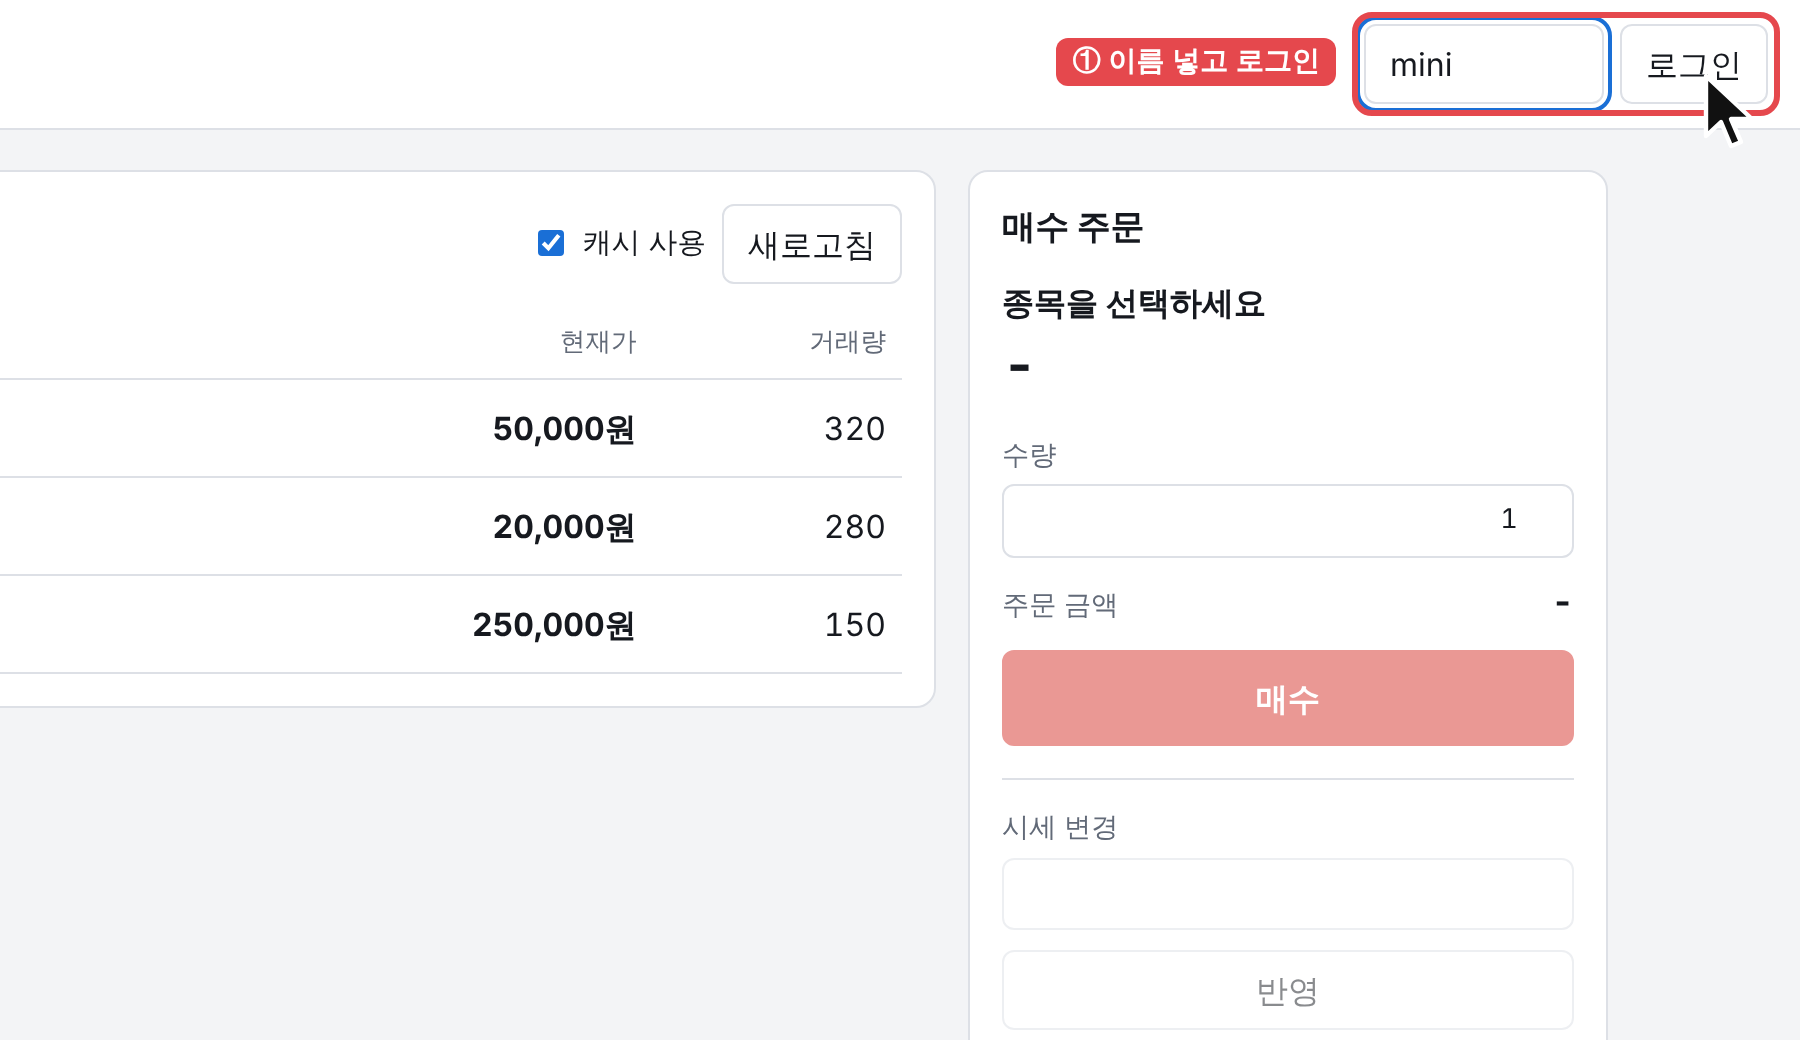 ① 이름 넣고 로그인
mini
로그인
캐시 사용
새로고침
현재가 거래량
50,000원 320
20,000원 280
250,000원 150
매수 주문
종목을 선택하세요
-
수량
1
주문 금액 -
매수
시세 변경
반영